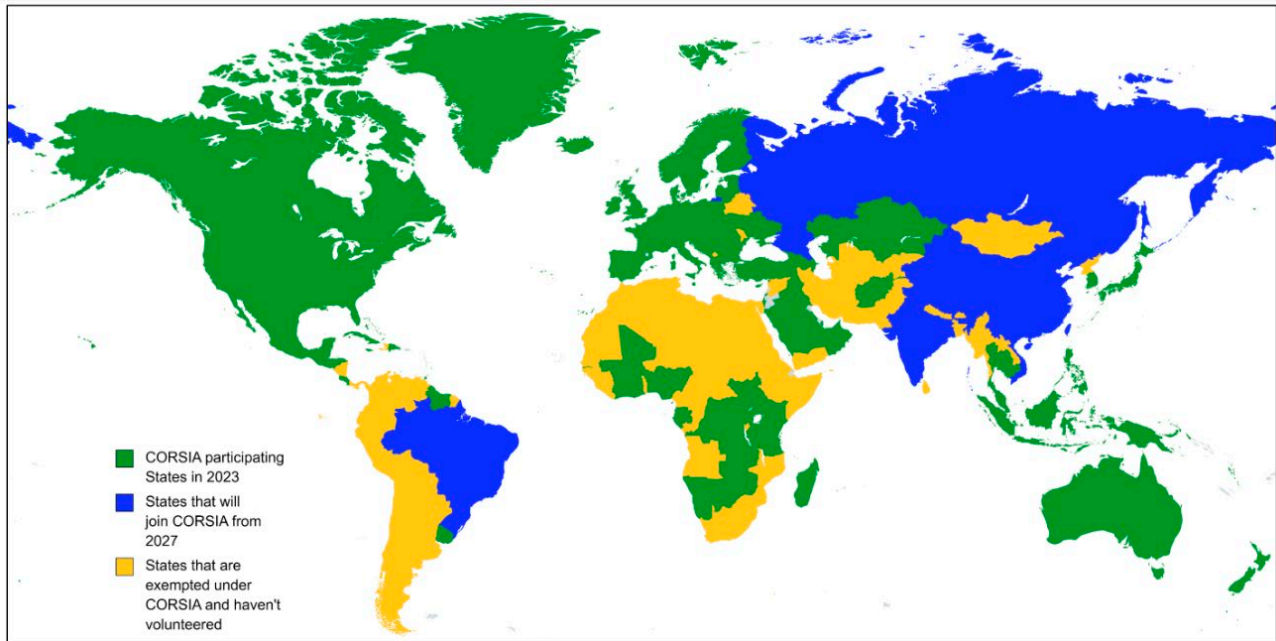 CORSIA participating
States in 2023
States that will
join CORSIA from
2027
States that are
exempted under
CORSIA and haven't
volunteered